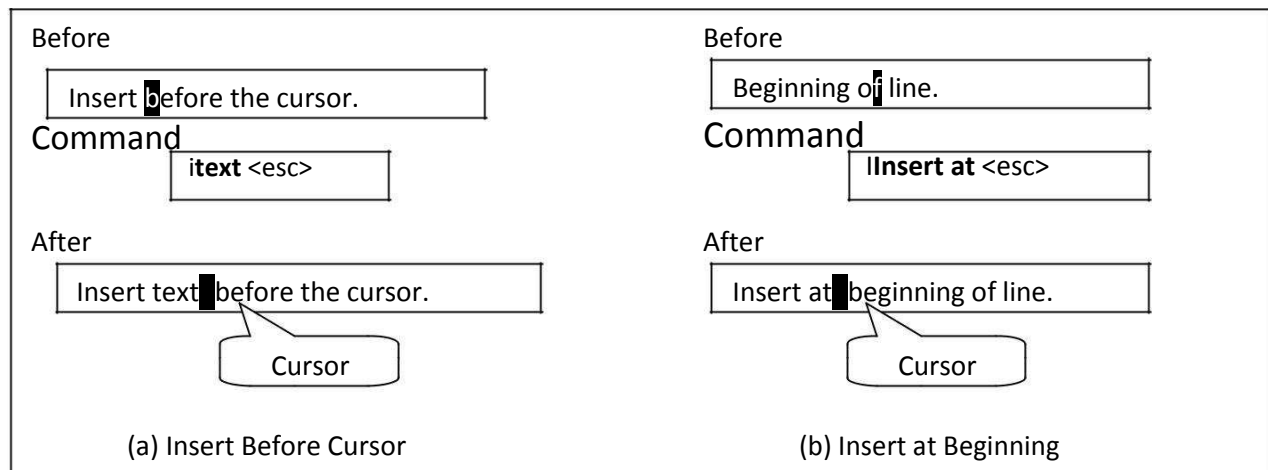 Before
Insert before the cursor.
Command
itext <esc>
After
Insert text before the cursor.
Cursor
(a) Insert Before Cursor
Before
Beginning of line.
Command
IInsert at <esc>
After
Insert at beginning of line.
Cursor
(b) Insert at Beginning